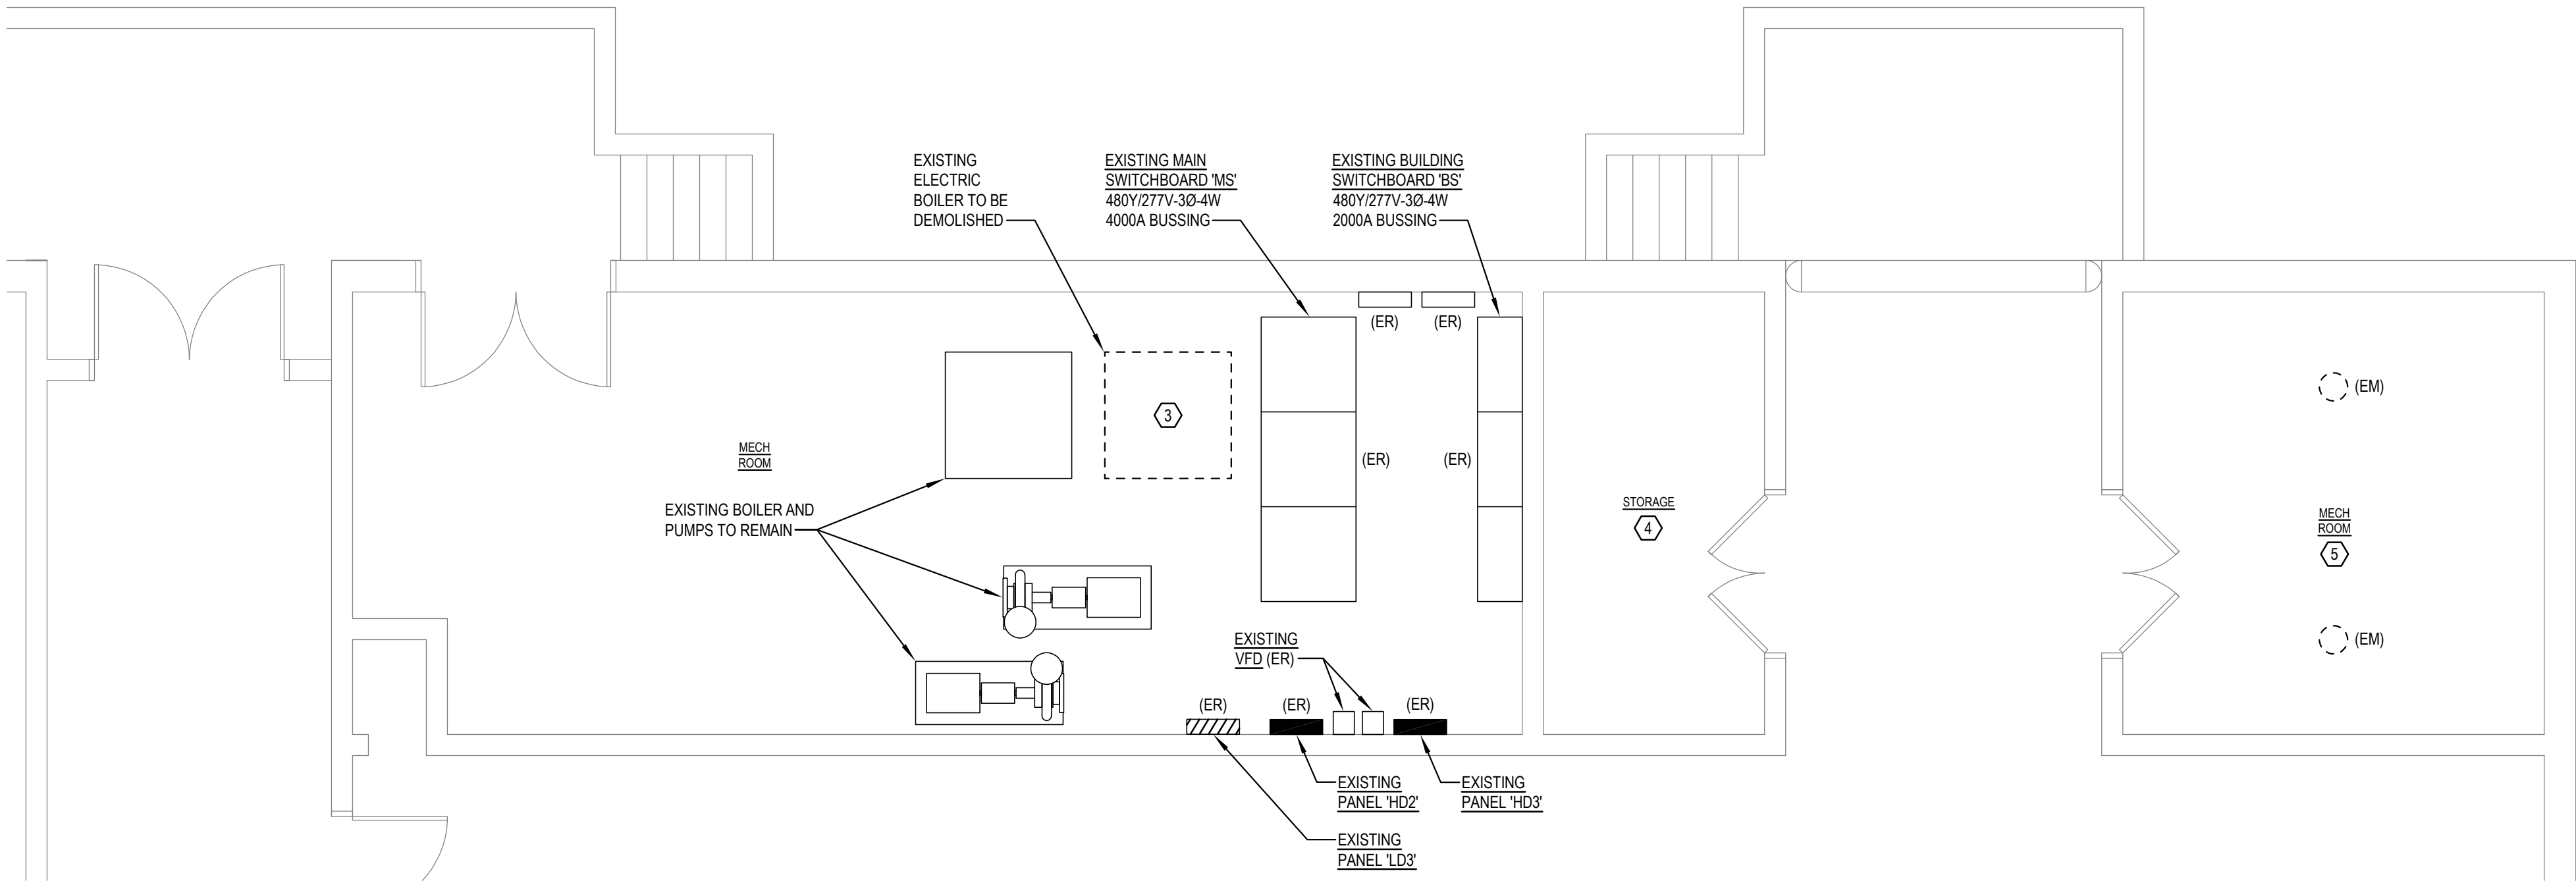 EXISTING
ELECTRIC
BOILER TO BE
DEMOLISHED
EXISTING MAIN
SWITCHBOARD 'MS'
480Y/277V-3Ø-4W
4000A BUSSING
EXISTING BUILDING
SWITCHBOARD 'BS'
480Y/277V-3Ø-4W
2000A BUSSING
(ER)
(ER)
3
(EM)
MECH
ROOM
(ER)
(ER)
EXISTING BOILER AND
PUMPS TO REMAIN
STORAGE
4
MECH
ROOM
5
EXISTING
VFD (ER)
(EM)
(ER)
(ER)
(ER)
EXISTING
PANEL 'HD2'
EXISTING
PANEL 'HD3'
EXISTING
PANEL 'LD3'